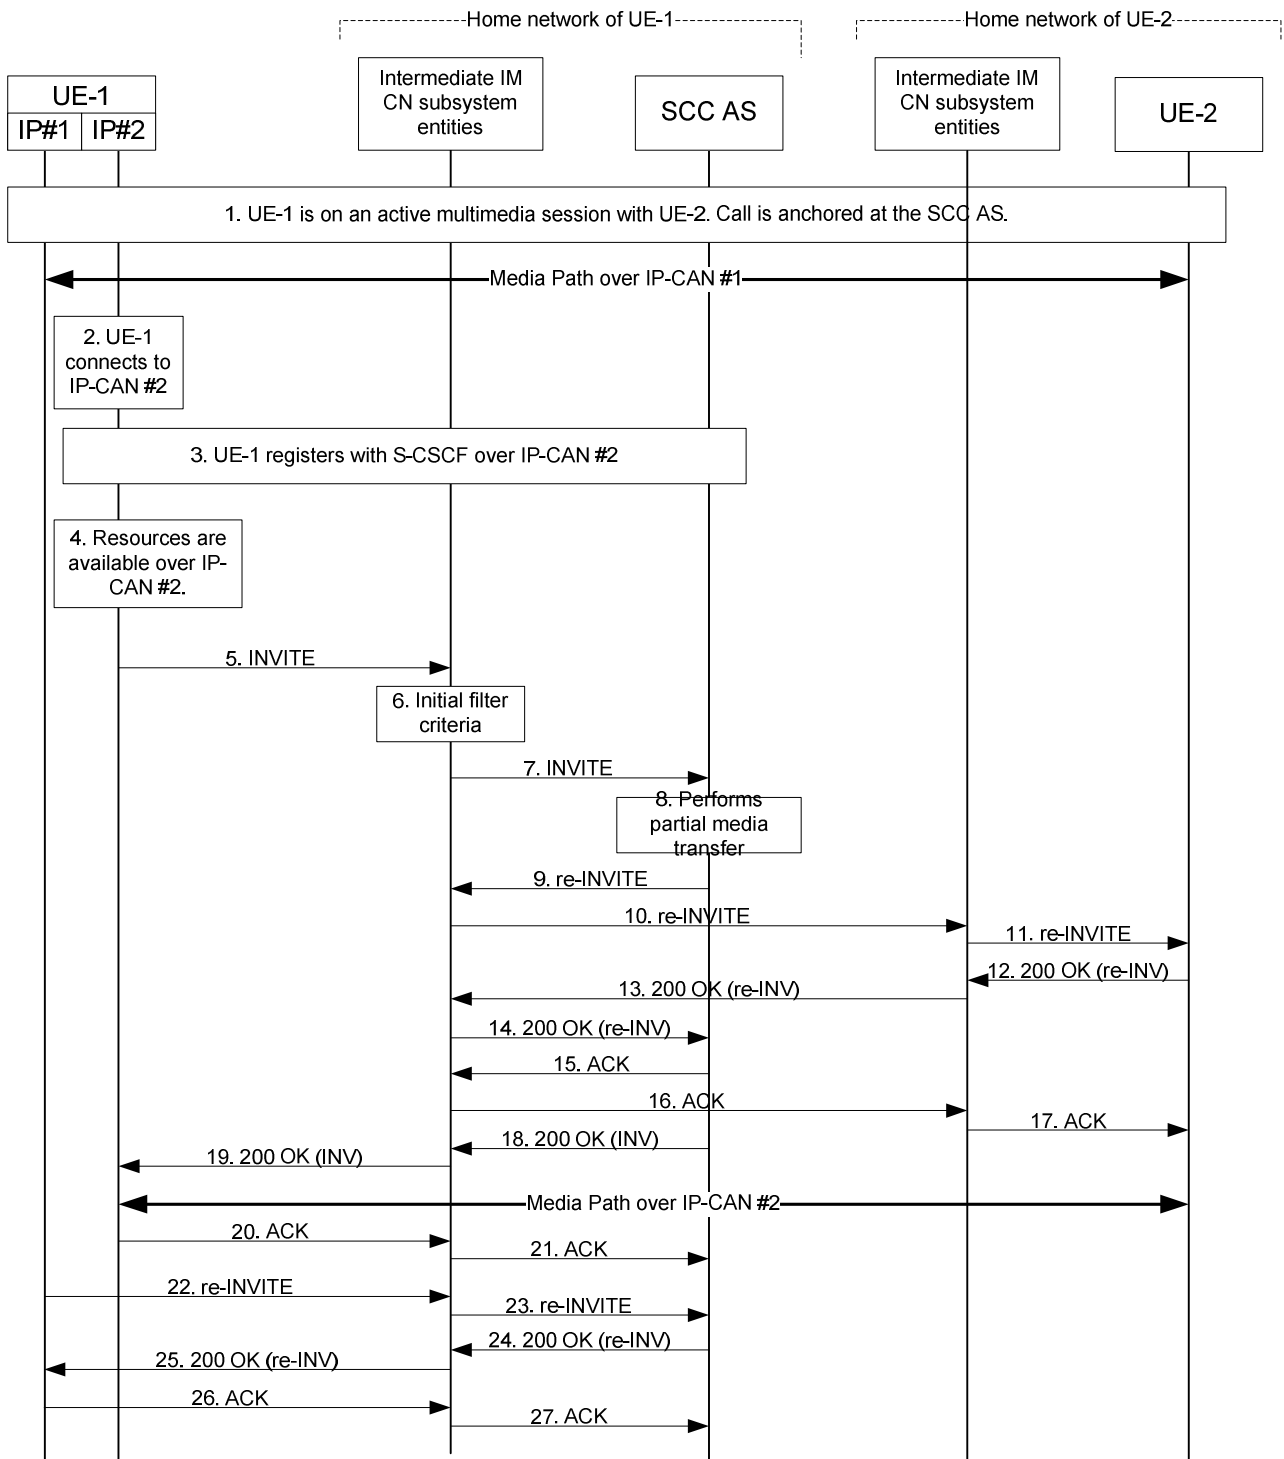 Home network of UE-1
Home network of UE-2
UE-1
IP#1
IP#2
Intermediate IM
CN subsystem
entities
SCC AS
Intermediate IM
CN subsystem
entities
UE-2
1. UE-1 is on an active multimedia session with UE-2. Call is anchored at the SCC AS.
Media Path over IP-CAN #1
2. UE-1
connects to
IP-CAN #2
3. UE-1 registers with S-CSCF over IP-CAN #2
4. Resources are
available over IP-
CAN #2.
5. INVITE
6. Initial filter
criteria
7. INVITE
8. Performs
partial media
transfer
9. re-INVITE
10. re-INVITE
11. re-INVITE
12. 200 OK (re-INV)
13. 200 OK (re-INV)
14. 200 OK (re-INV)
15. ACK
16. ACK
17. ACK
18. 200 OK (INV)
19. 200 OK (INV)
Media Path over IP-CAN #2
20. ACK
21. ACK
22. re-INVITE
23. re-INVITE
24. 200 OK (re-INV)
25. 200 OK (re-INV)
26. ACK
27. ACK